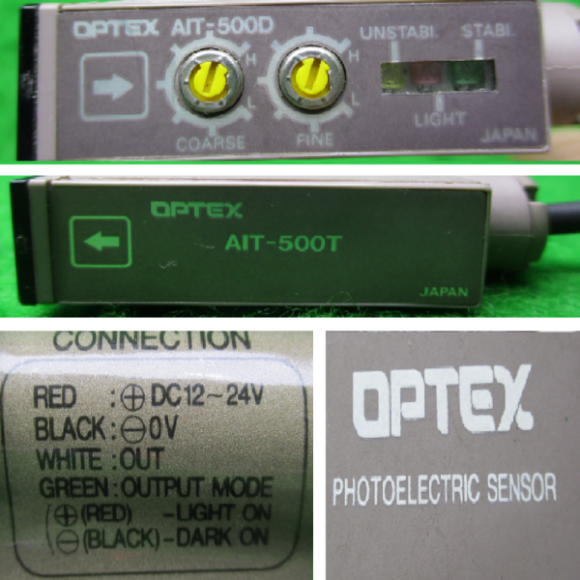 OPTEX AIT-500D
UNSTABI. STABI.
H H
L L
COARSE FINE
LIGHT
JAPAN
OPTEX
AIT-500T
JAPAN
CONNECTION
RED :⊕DC12~24V
BLACK:⊖0V
WHITE :OUT
GREEN:OUTPUT MODE
(⊕(RED) -LIGHT ON
(⊖(BLACK)-DARK ON
OPTEX
PHOTOELECTRIC SENSOR